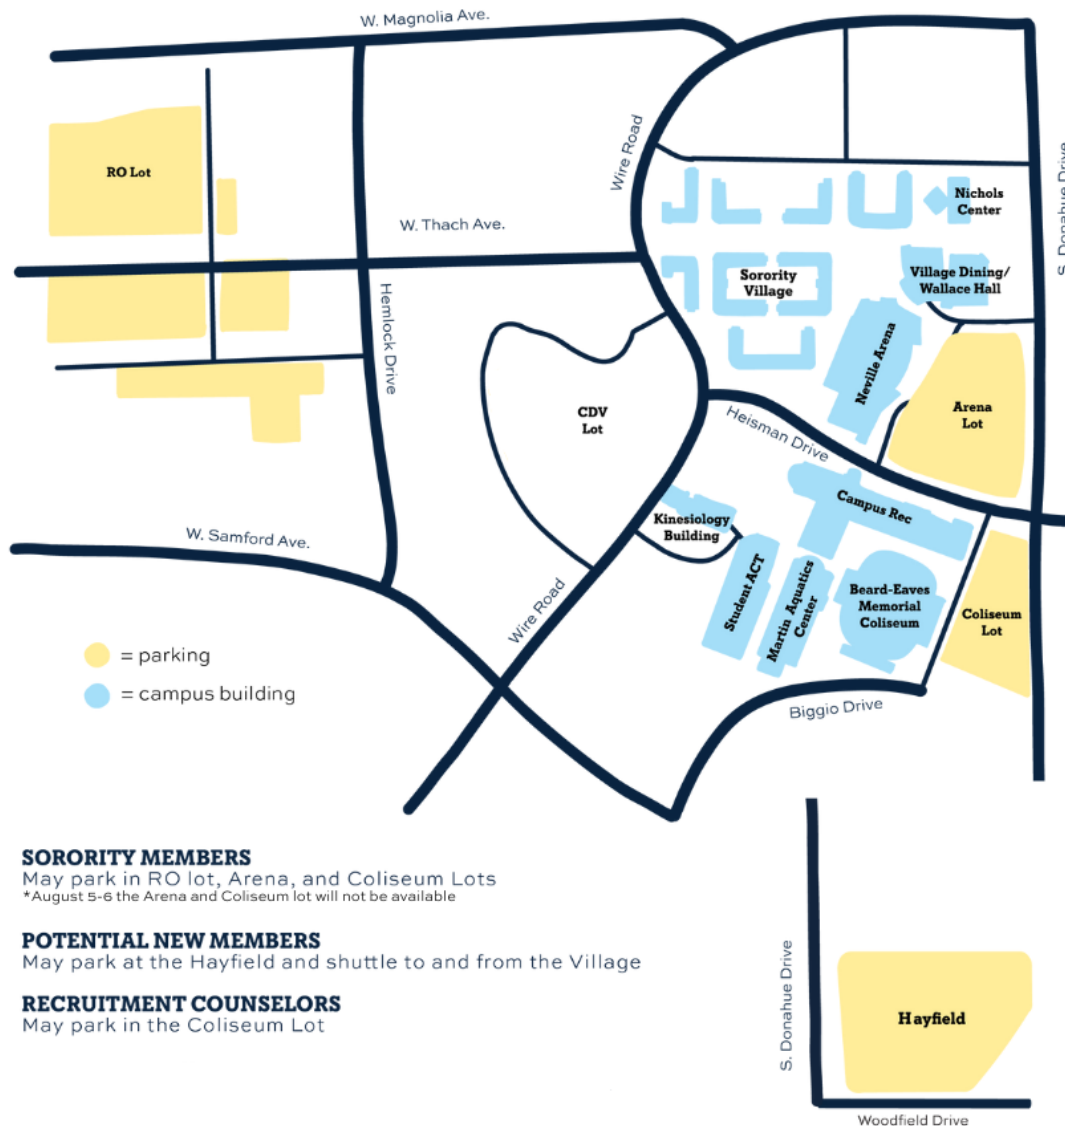 W. Magnolia Ave.
Wire Road
S. Donahue Drive
RO Lot
Nichols
Center
W. Thach Ave.
Sorority
Village
Village Dining/
Wallace Hall
Hemlock Drive
Neville Arena
CDV
Lot
Arena
Lot
Heisman Drive
Campus Rec
Kinesiology
Building
W. Samford Ave.
Student ACT
Martin Aquatics
Center
Beard-Eaves
Memorial
Coliseum
Coliseum
Lot
Wire Road
= parking
= campus building
Biggio Drive
SORORITY MEMBERS
May park in RO lot, Arena, and Coliseum Lots
*August 5-6 the Arena and Coliseum lot will not be available
POTENTIAL NEW MEMBERS
May park at the Hayfield and shuttle to and from the Village
RECRUITMENT COUNSELORS
May park in the Coliseum Lot
S. Donahue Drive
Hayfield
Woodfield Drive